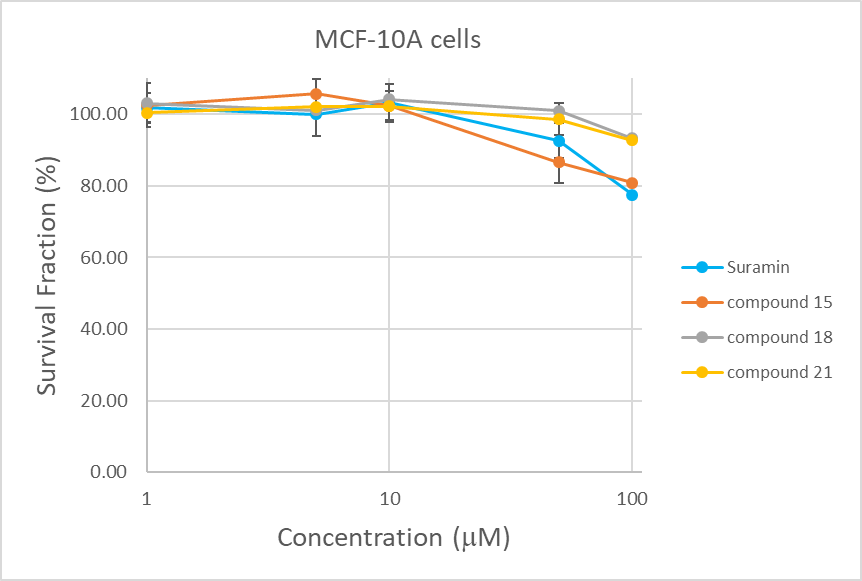 MCF-10A cells
100.00
80.00
60.00
40.00
20.00
0.00
Survival Fraction (%)
1
10
100
Concentration (μM)
Suramin
compound 15
compound 18
compound 21